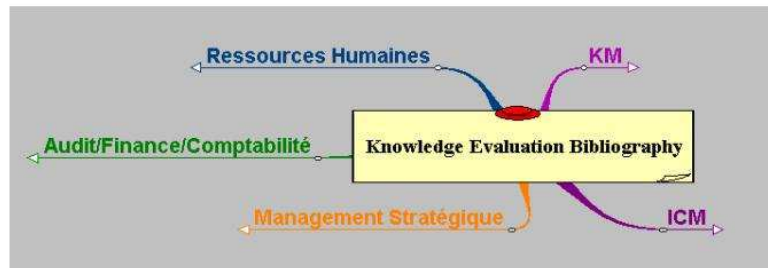 Ressources Humaines
KM
Audit/Finance/Comptabilité
Knowledge Evaluation Bibliography
Management Stratégique
ICM